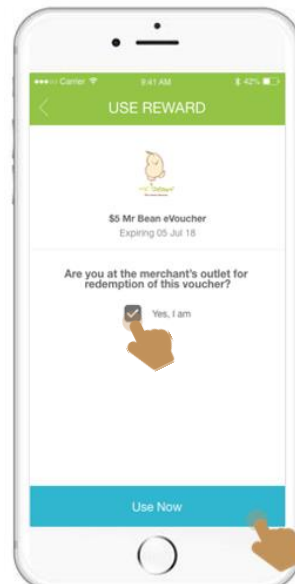 Carrier
9:41 AM
42%
USE REWARD
$5 Mr Bean eVoucher
Expiring 05 Jul 18
Are you at the merchant's outlet for
redemption of this voucher?
Yes, I am
Use Now